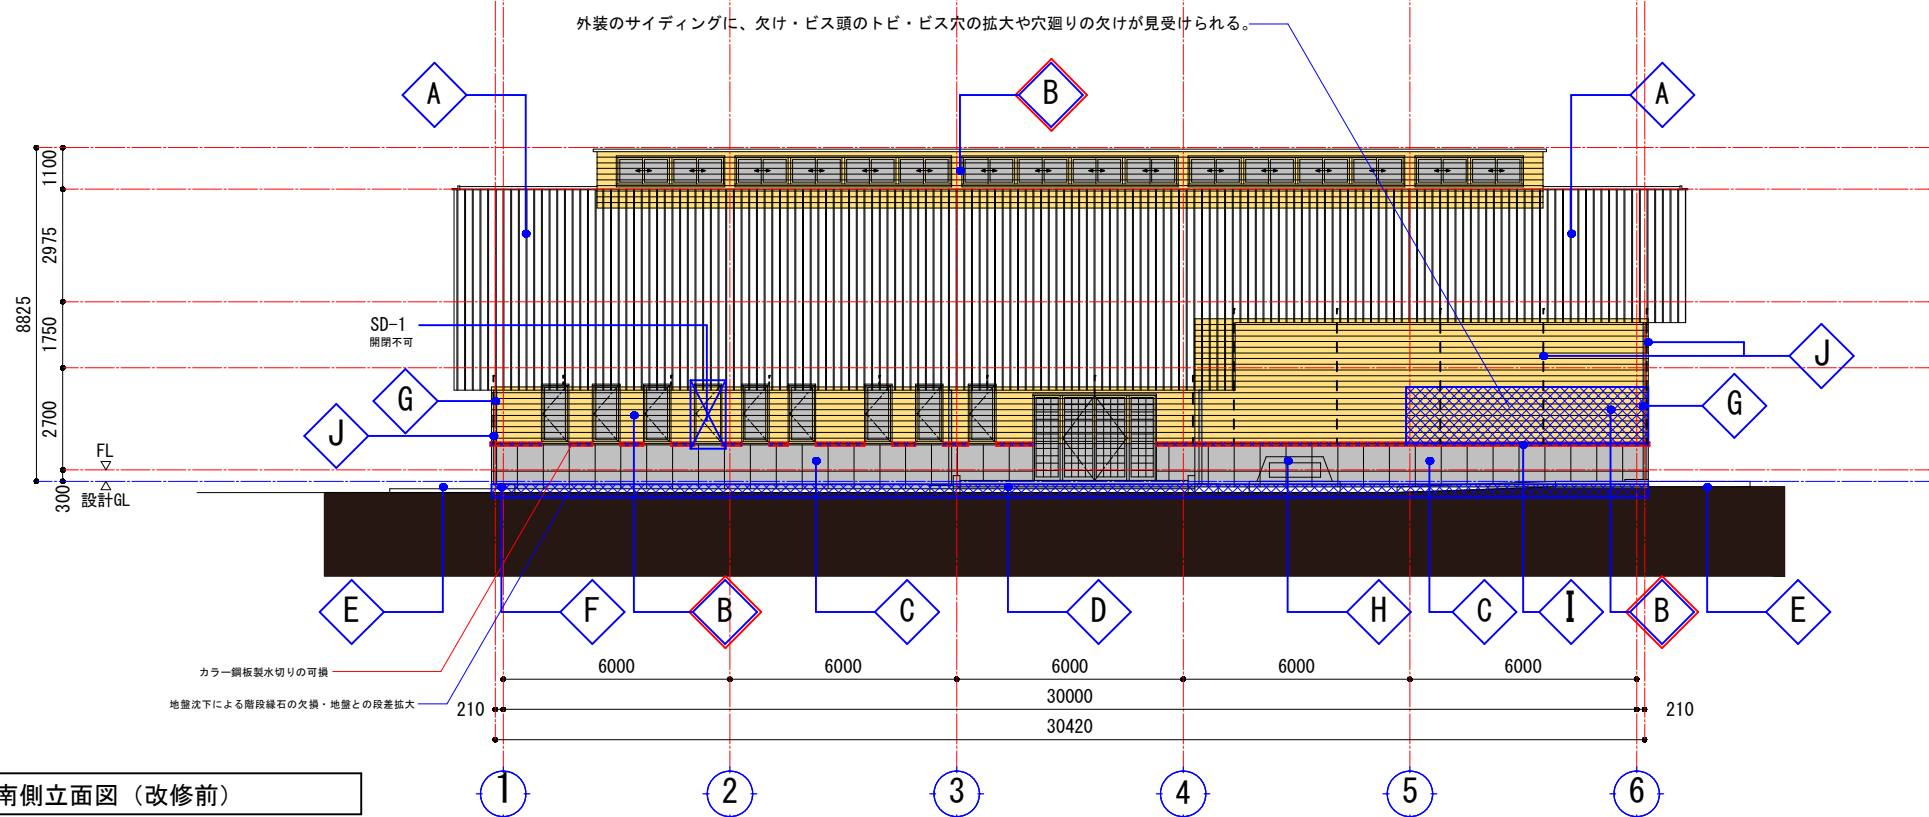 外装のサイディングに、欠け・ビス頭のトビ・ビス穴の拡大や穴廻りの欠けが見受けられる。
A
B
A
1100
2975
8825
1750
2700
300
SD-1
開閉不可
J
G
G
J
FL
設計GL
E
F
B
C
D
H
C
I
B
E
カラー鋼板製水切りの可損
地盤沈下による階段縁石の欠損・地盤との段差拡大
6000
6000
6000
6000
6000
210
30000
210
30420
南側立面図（改修前）
1
2
3
4
5
6